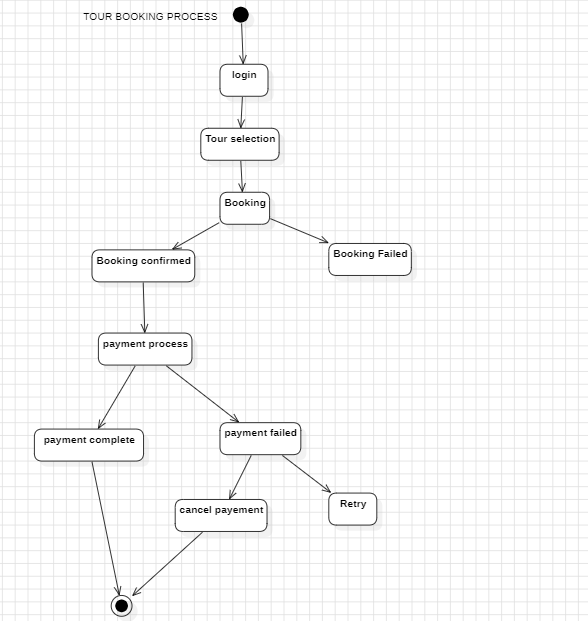 TOUR BOOKING PROCESS
login
Tour selection
Booking
Booking confirmed
Booking Failed
payment process
payment complete
payment failed
cancel payement
Retry